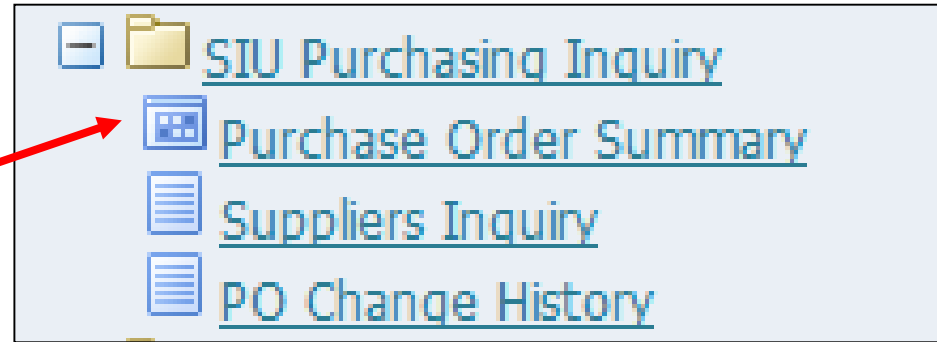 SIU Purchasing Inquiry
Purchase Order Summary
Suppliers Inquiry
PO Change History